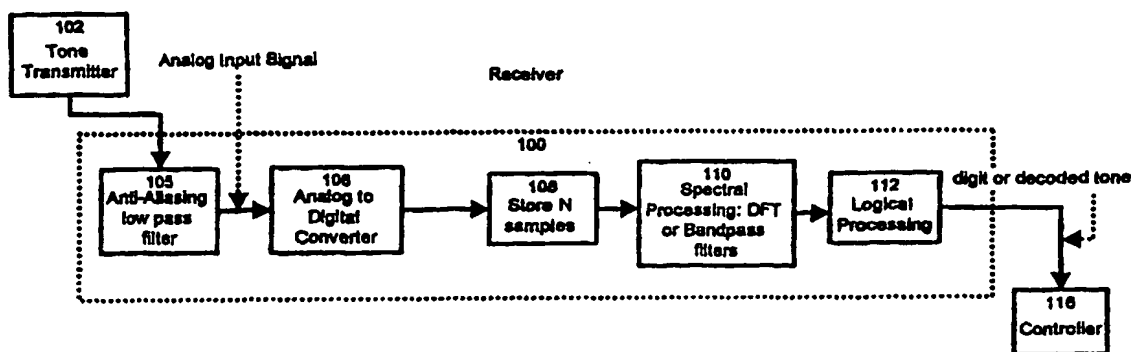 102
Tone
Transmitter
Analog Input Signal
Receiver
100
105
Anti-Aliasing
low pass
filter
106
Analog to
Digital
Converter
108
Store N
samples
110
Spectral
Processing: DFT
or Bandpass
filters
112
Logical
Processing
digit or decoded tone
116
Controller